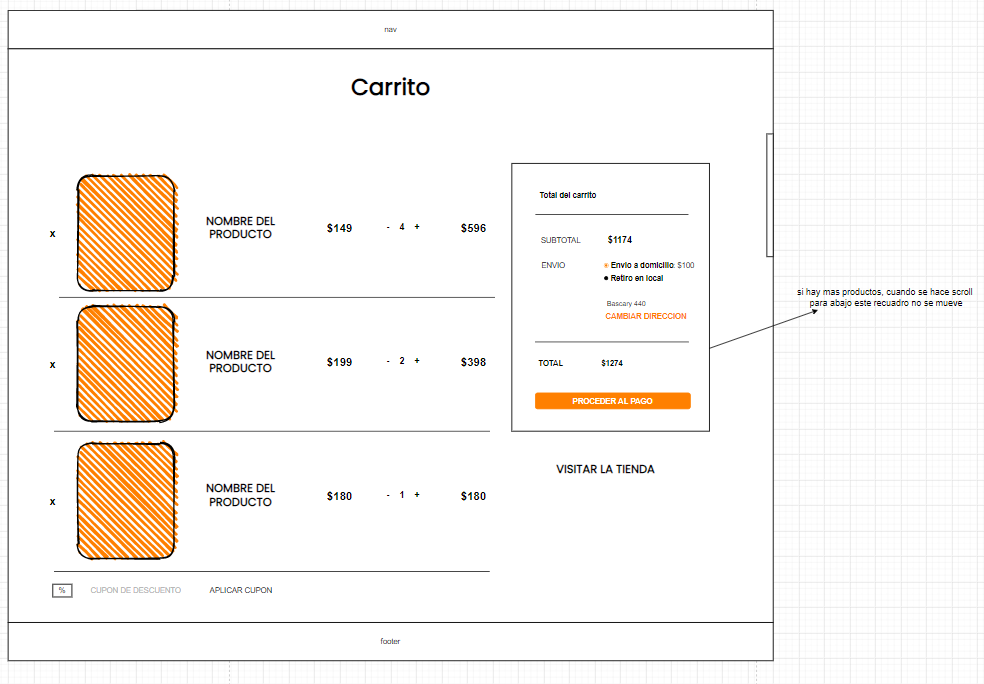 nav
Carrito
x
NOMBRE DEL
PRODUCTO
$149
- 4 +
$596
x
NOMBRE DEL
PRODUCTO
$199
- 2 +
$398
x
NOMBRE DEL
PRODUCTO
$180
- 1 +
$180
%
CUPON DE DESCUENTO
APLICAR CUPON
Total del carrito
SUBTOTAL
$1174
ENVIO
Envio a domicilio: $100
Retiro en local
Bascary 440
CAMBIAR DIRECCION
TOTAL
$1274
PROCEDER AL PAGO
VISITAR LA TIENDA
si hay mas productos, cuando se hace scroll
para abajo este recuadro no se mueve
footer